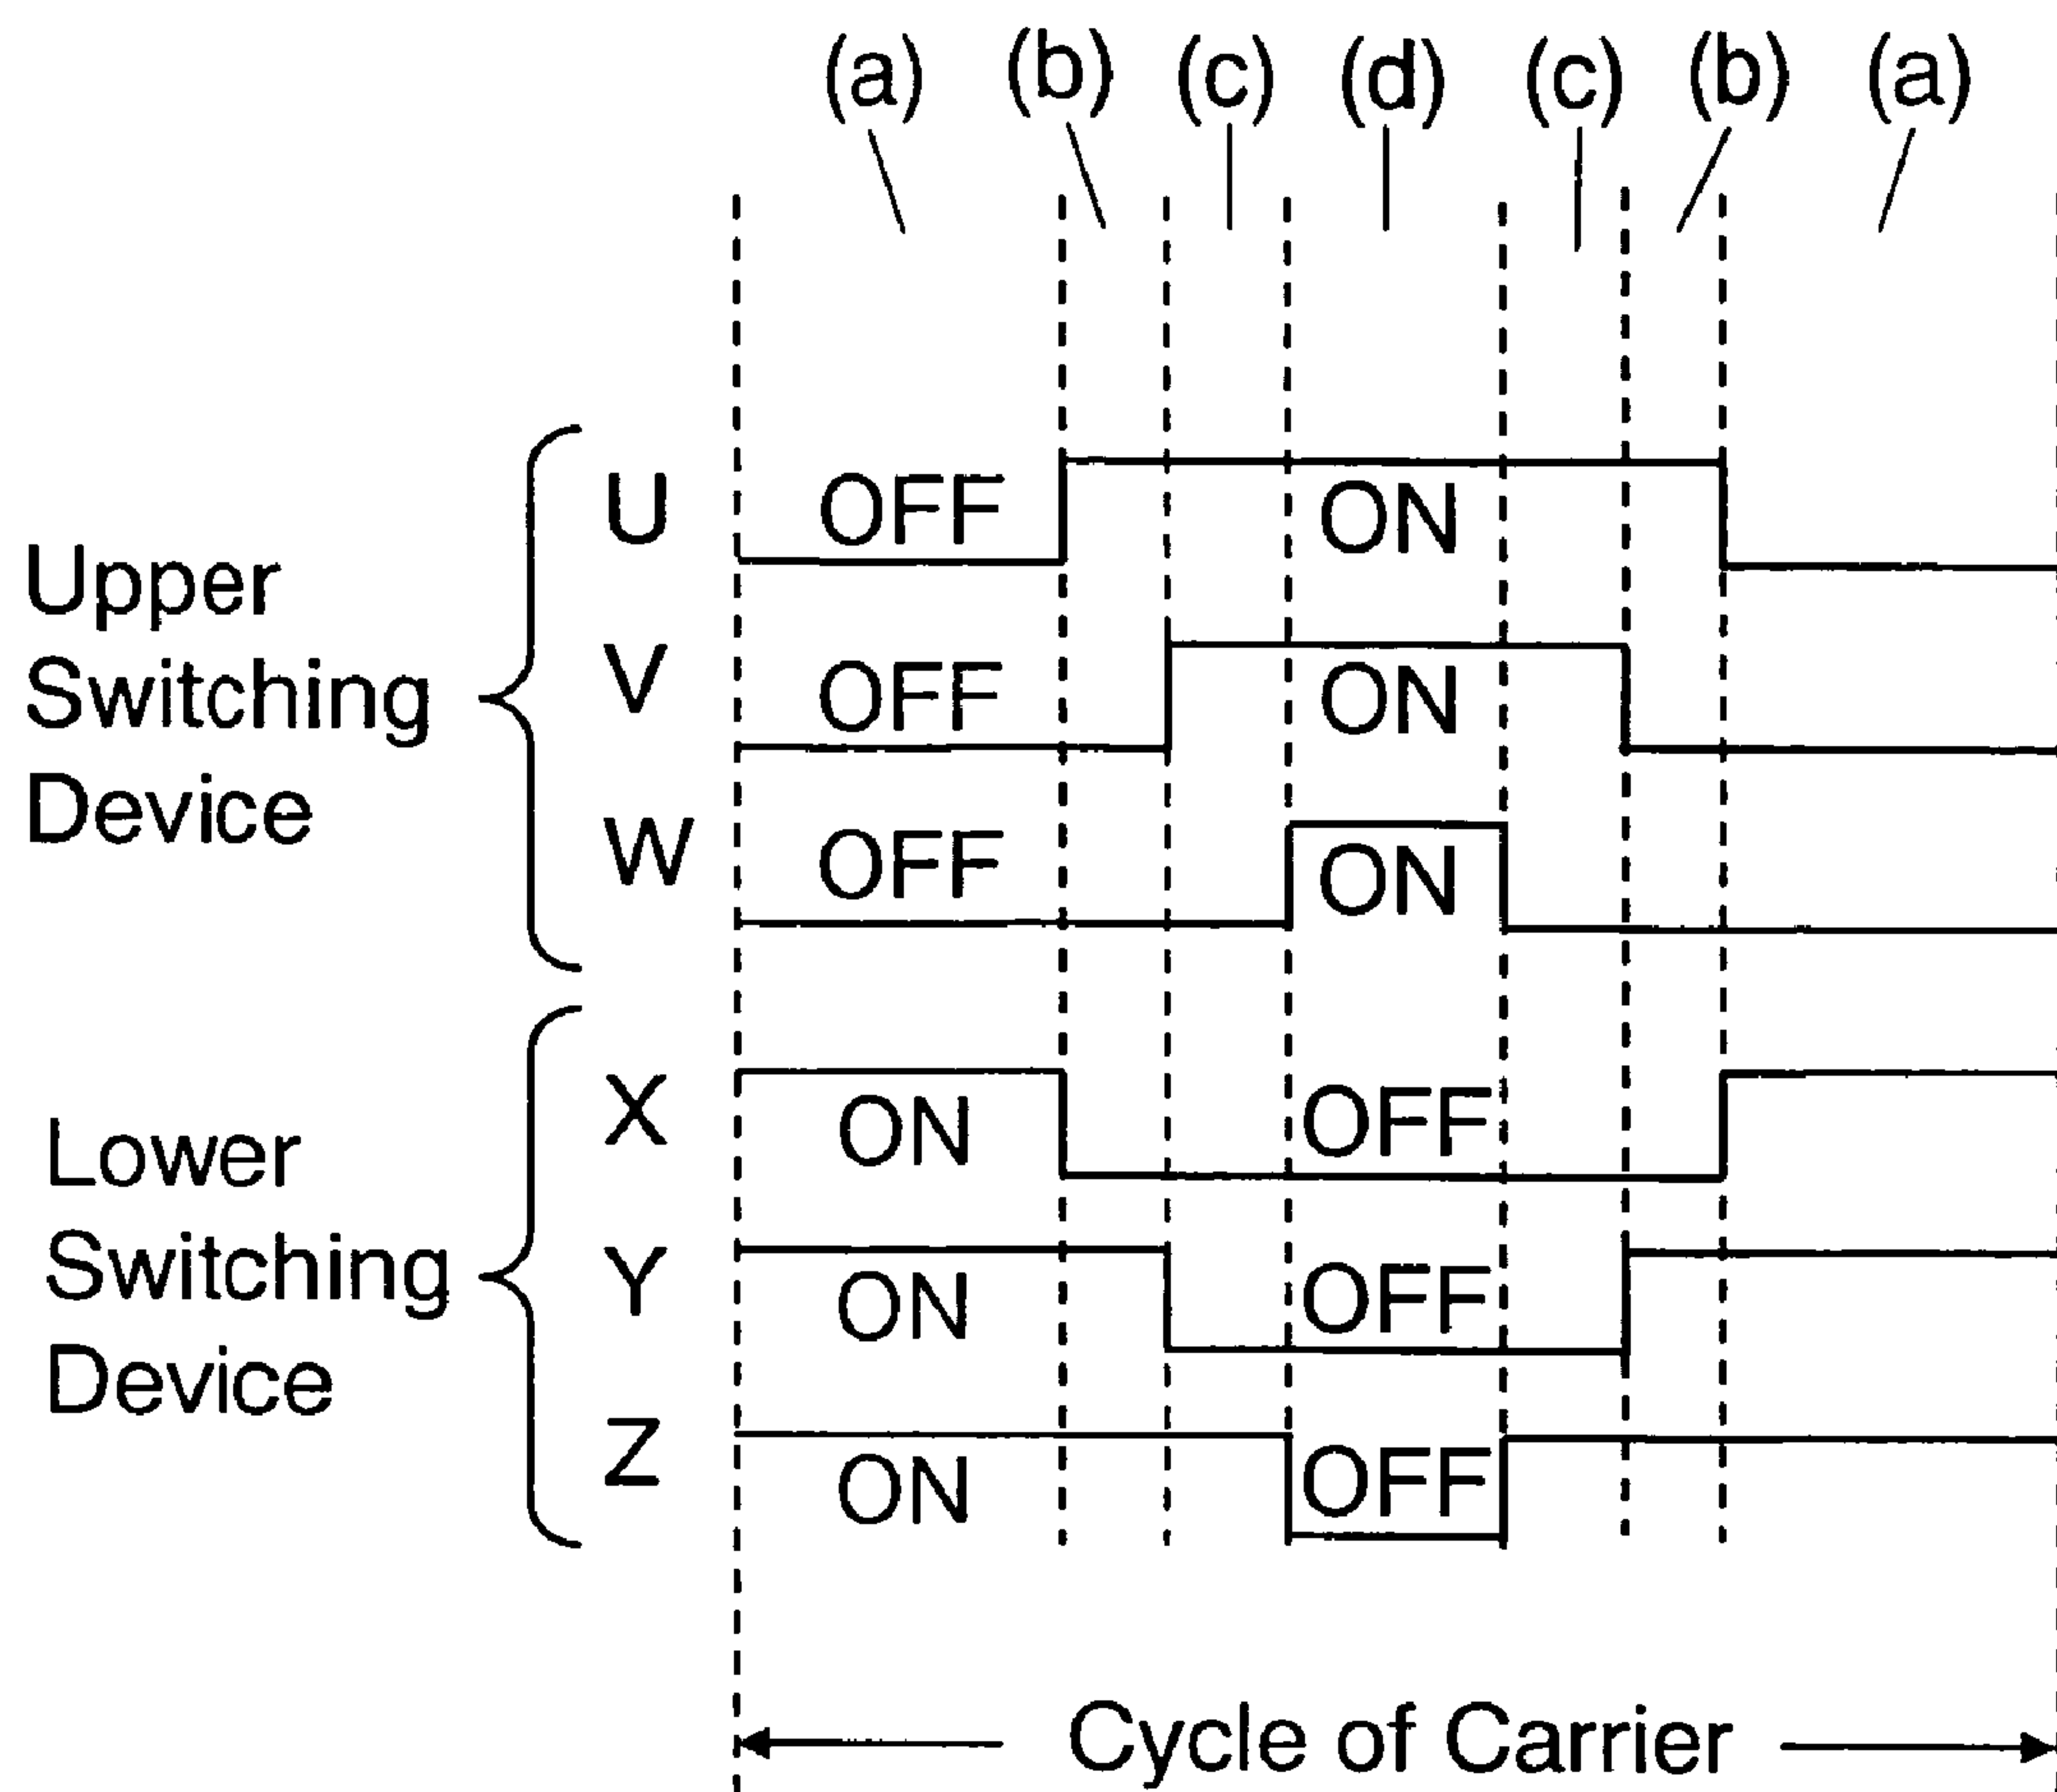 (a) (b) (c) (d) (c) (b) (a)
Upper
Switching
Device
U OFF ON
V OFF ON
W OFF ON
Lower
Switching
Device
X ON OFF
Y ON OFF
Z ON OFF
Cycle of Carrier